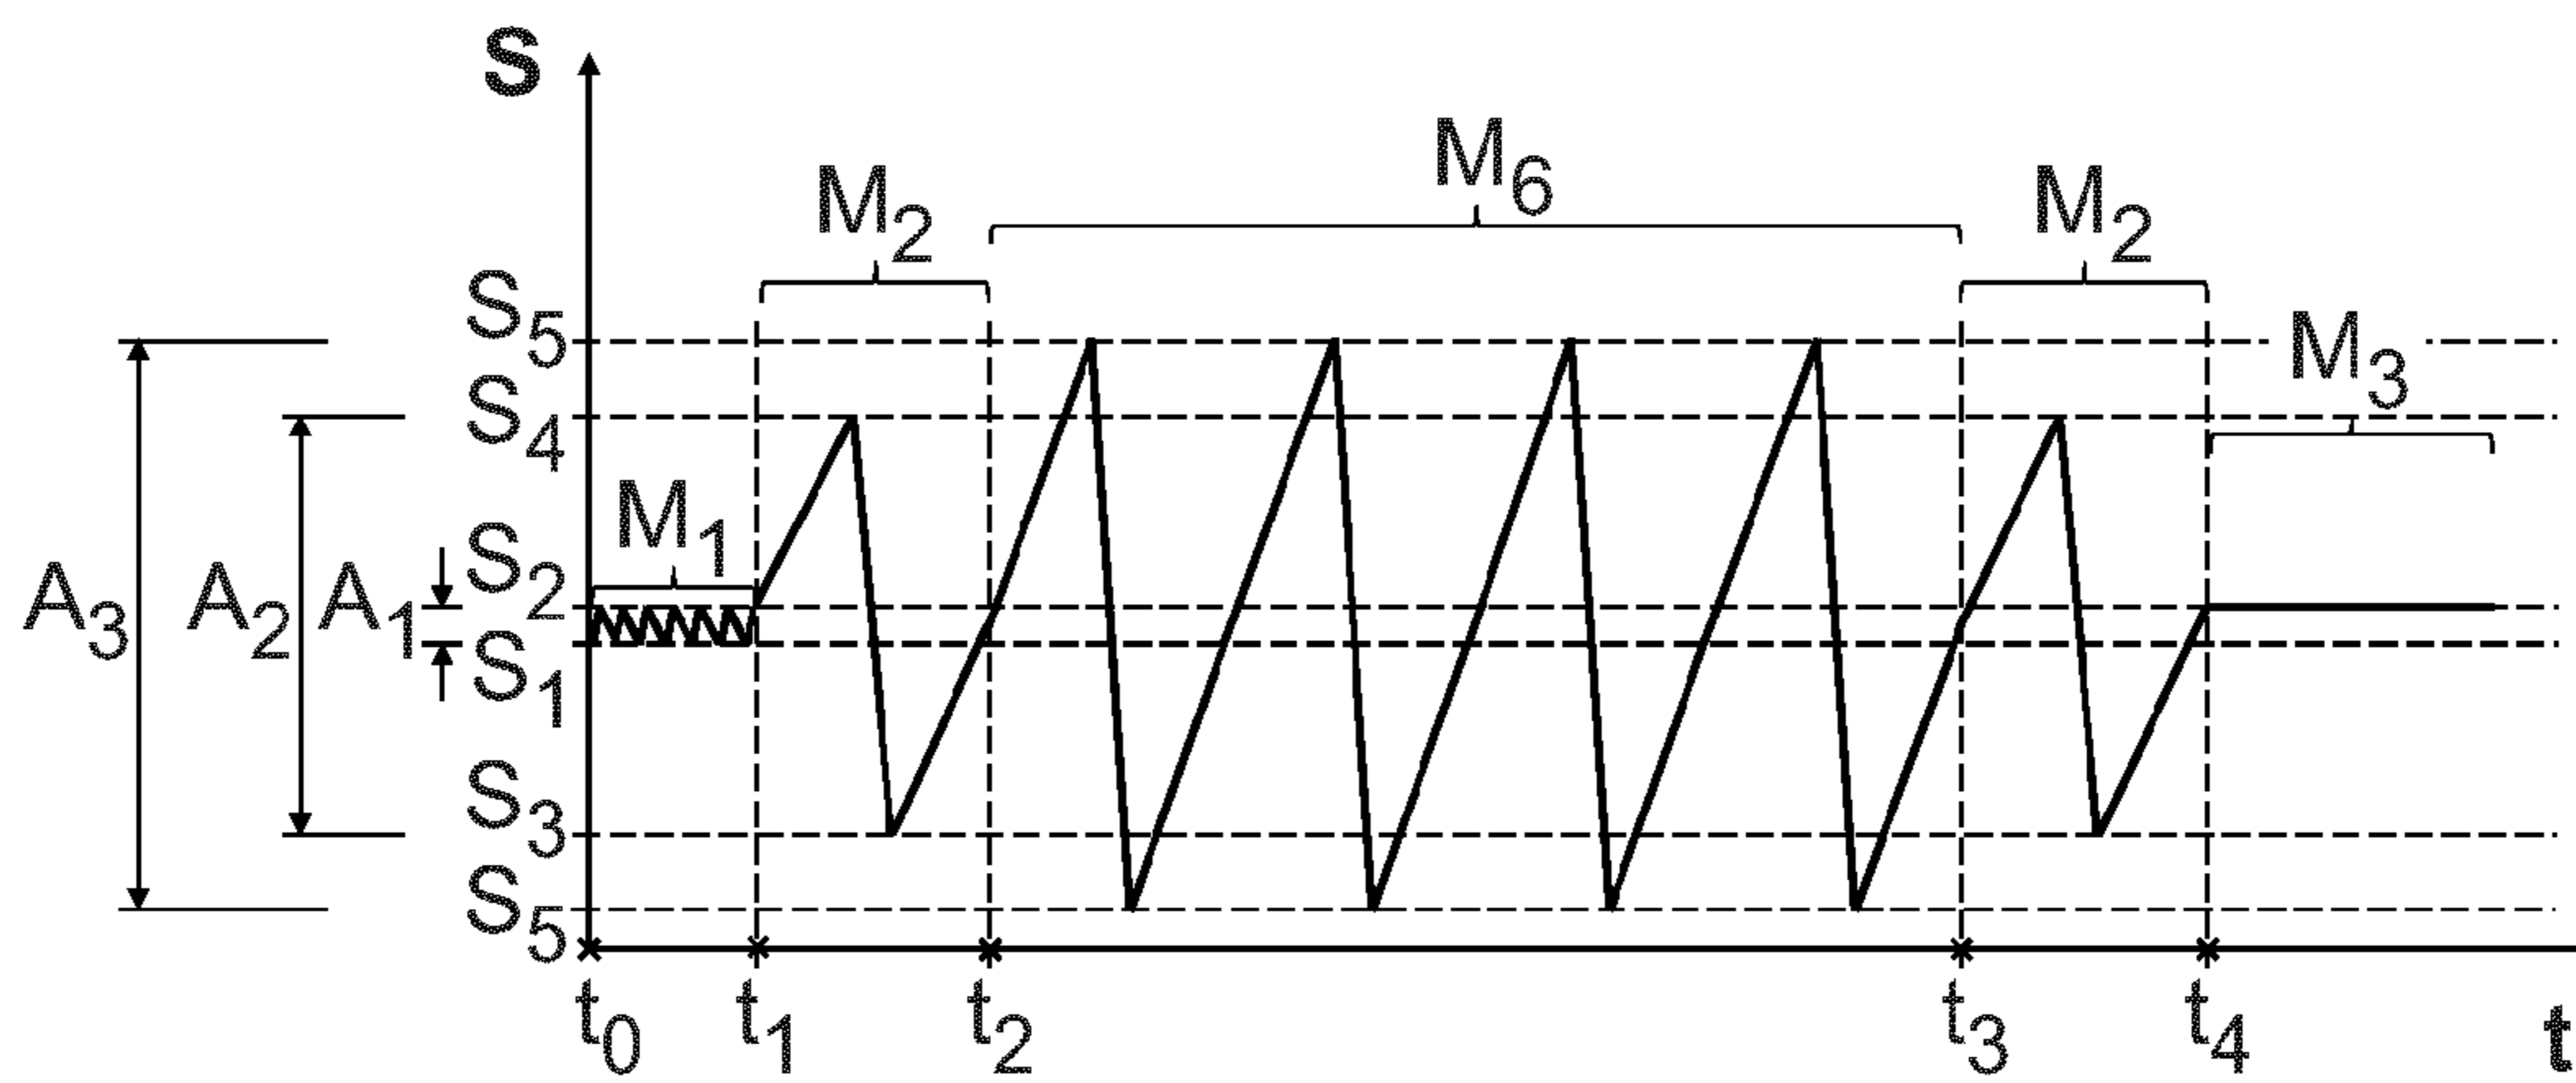 S
M₆
M₂ M₂
S₅
M₃
S₄
M₁
S₂
A₃ A₂ A₁
S₁
S₃
S₅
t₀ t₁ t₂ t₃ t₄ t